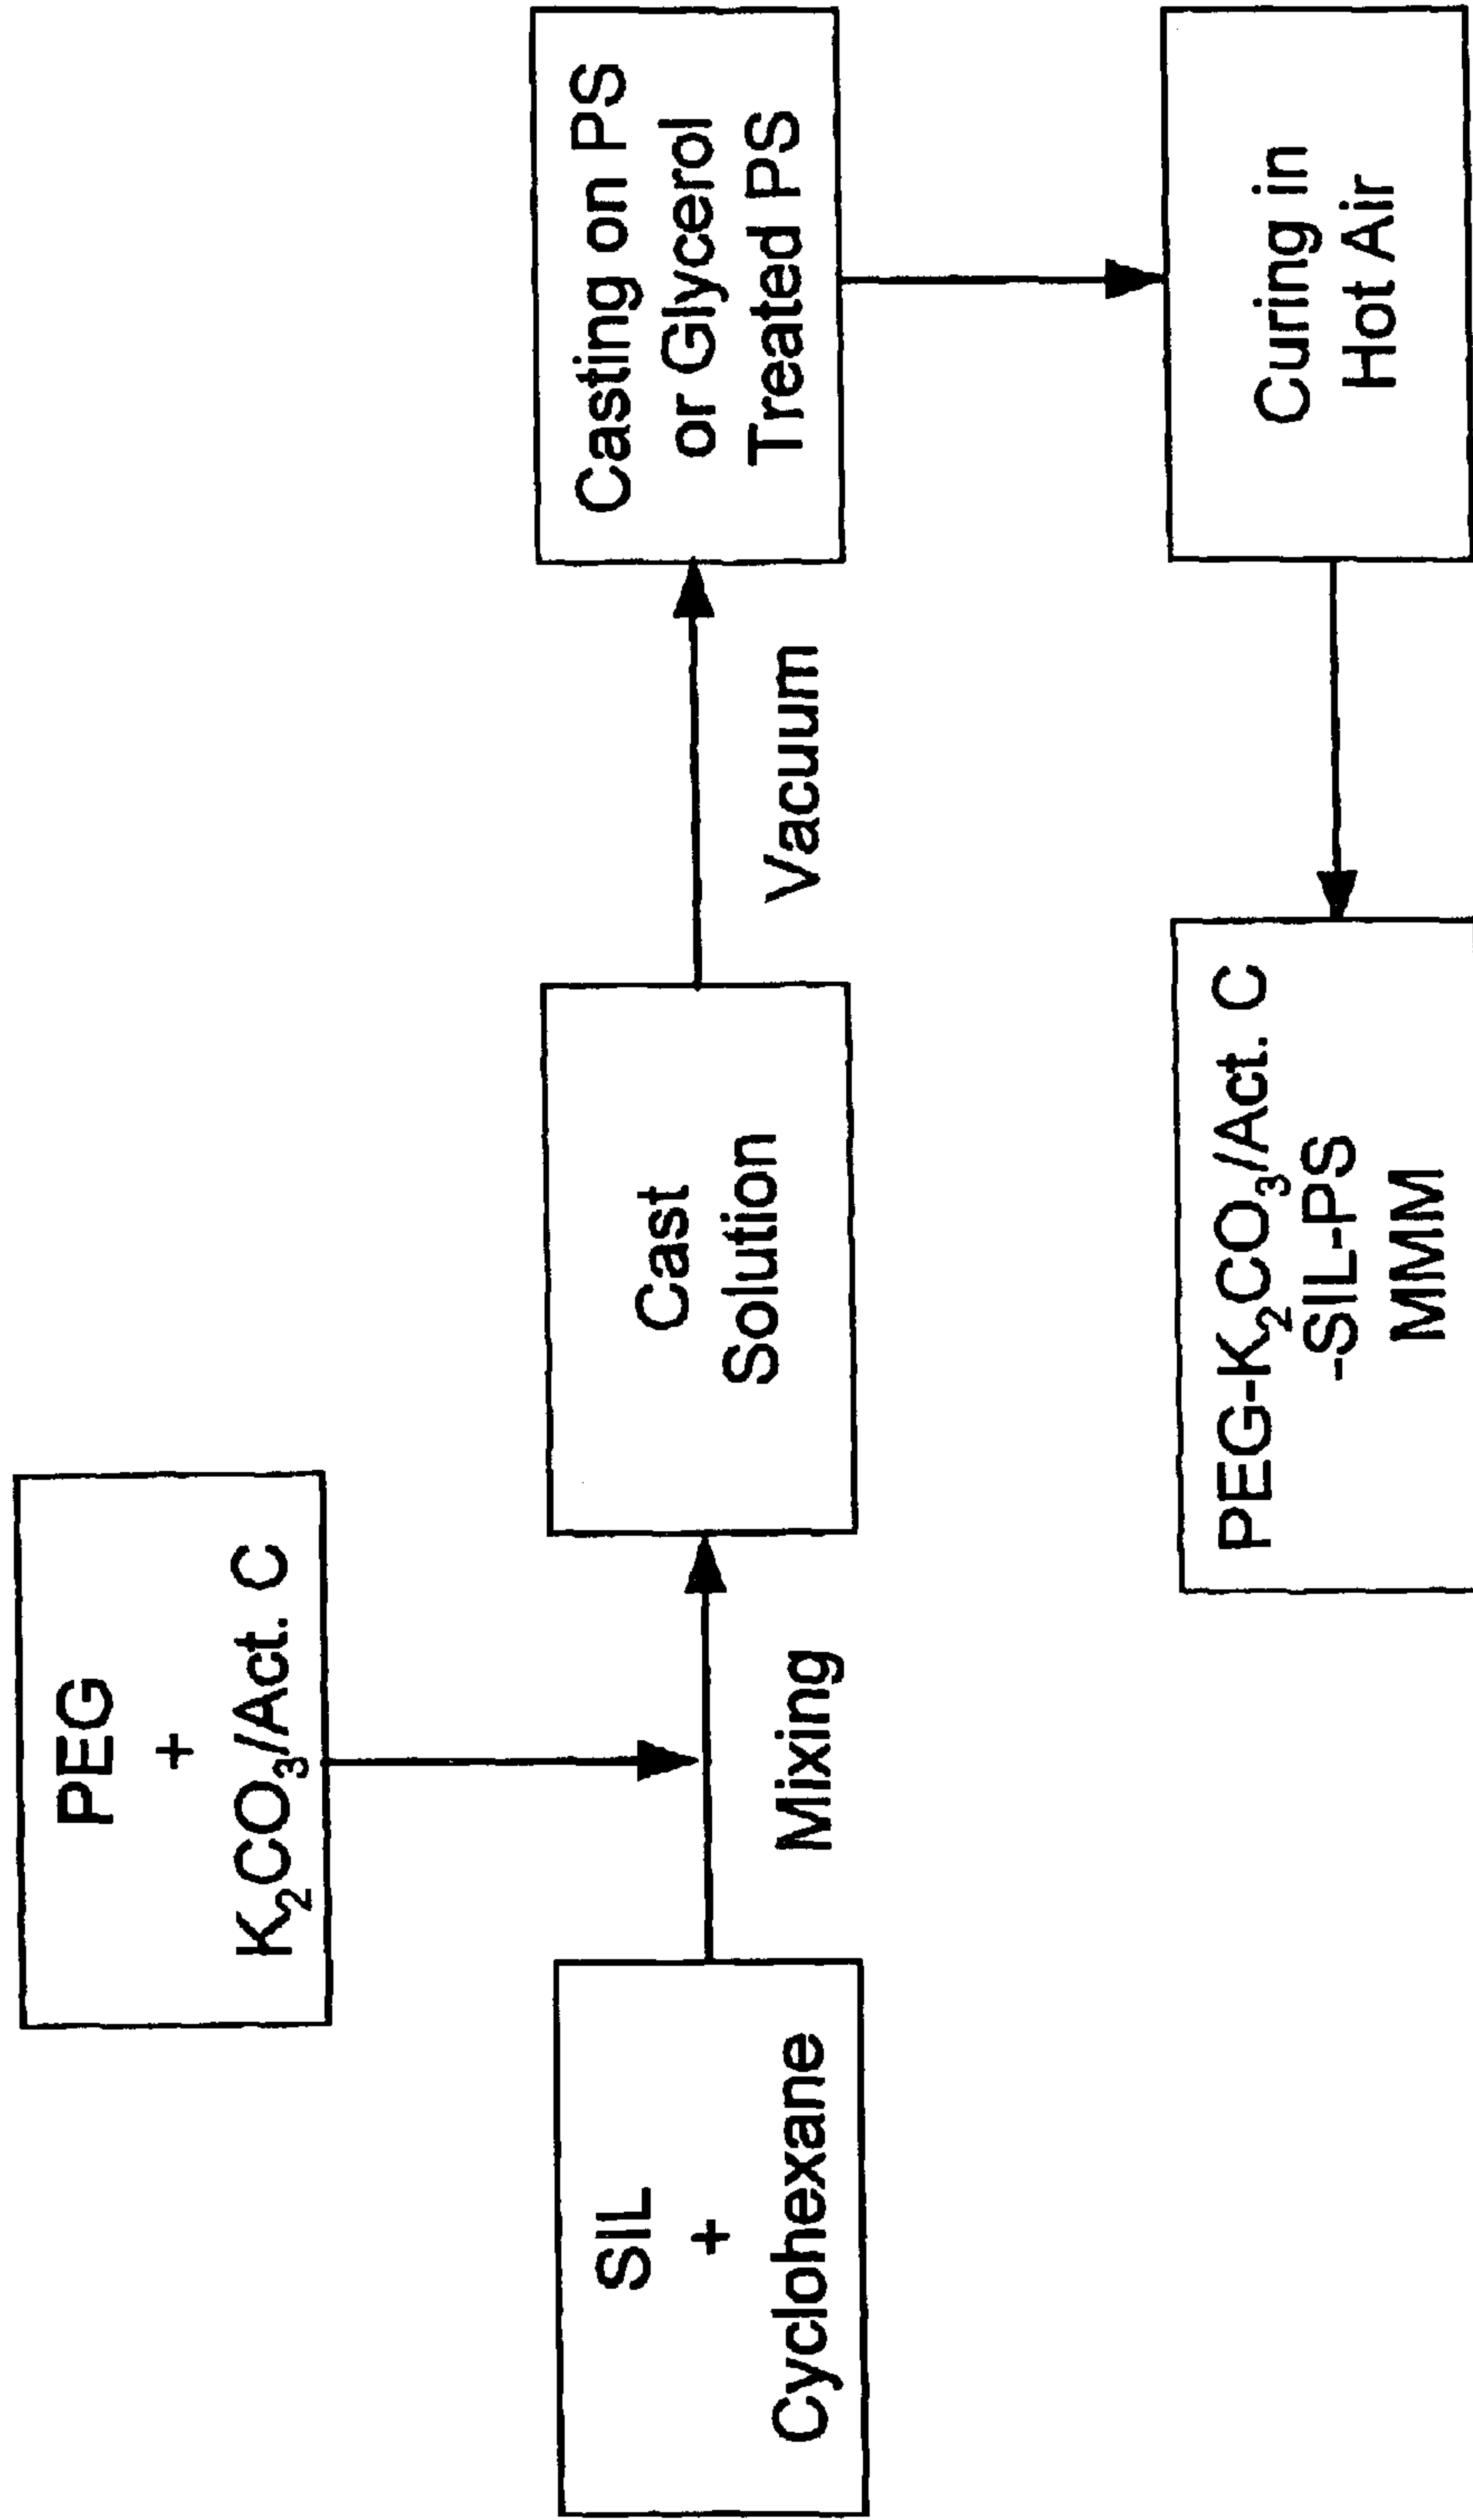 PEG
+
K2CO3/Act. C
SIL
+
Cyclohexane
Mixing
Cast
Solution
Vacuum
Casting on PS
or Glycerol
Treated PS
Curing in
Hot Air
PEG-K2CO3/Act. C
-SIL-PS
MMM